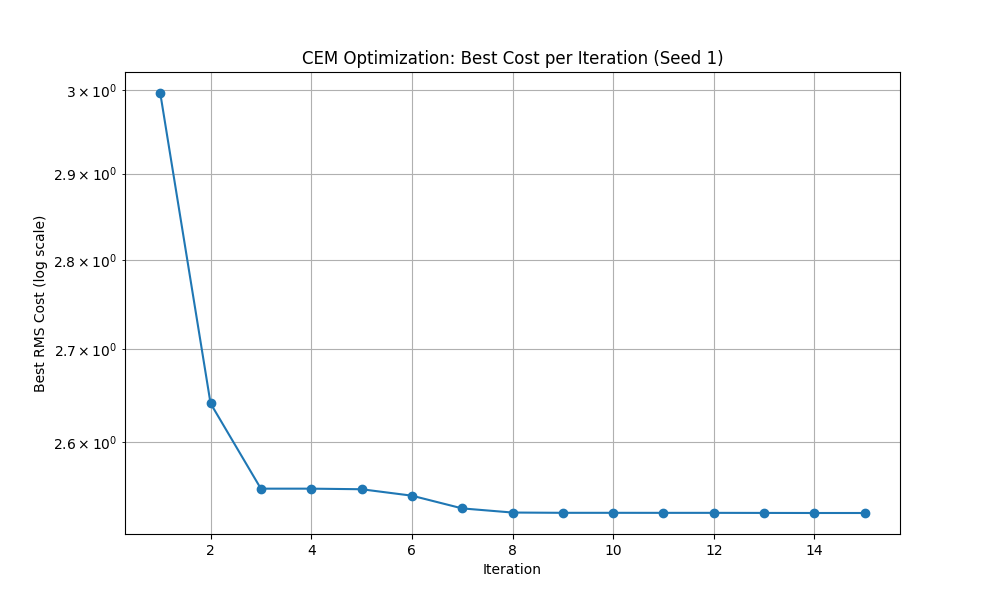 CEM Optimization: Best Cost per Iteration (Seed 1)
Best RMS Cost (log scale)
3 × 10⁰
2.9 × 10⁰
2.8 × 10⁰
2.7 × 10⁰
2.6 × 10⁰
2 4 6 8 10 12 14
Iteration